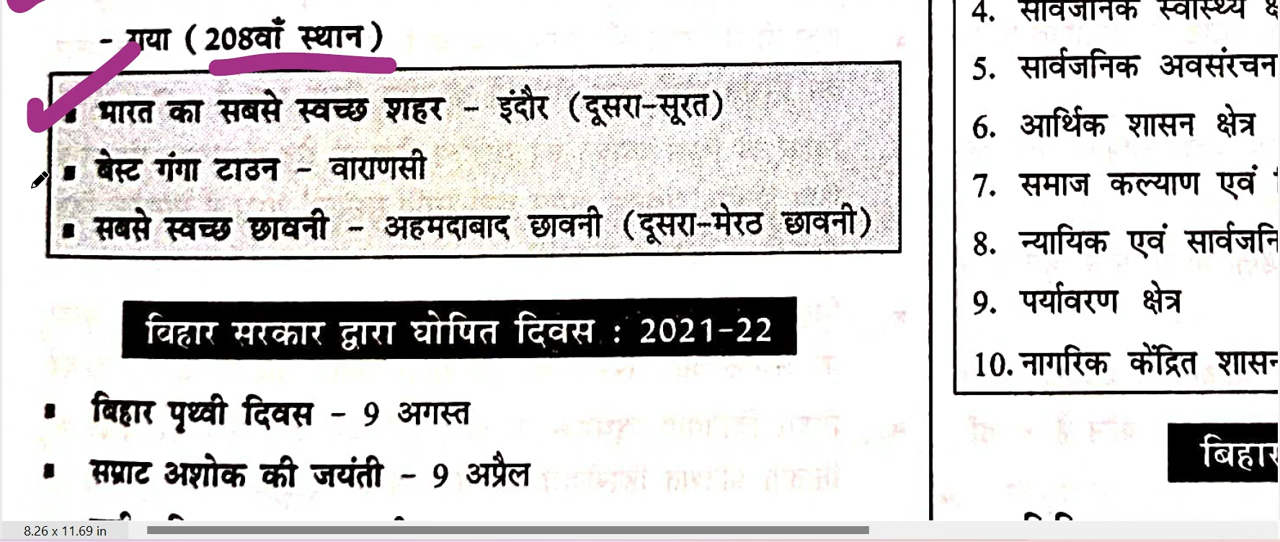 - गया (208वाँ स्थान)
▪ भारत का सबसे स्वच्छ शहर - इंदौर (दूसरा-सूरत)
▪ बेस्ट गंगा टाउन - वाराणसी
▪ सबसे स्वच्छ छावनी - अहमदाबाद छावनी (दूसरा-मेरठ छावनी)
बिहार सरकार द्वारा घोषित दिवस : 2021-22
▪ बिहार पृथ्वी दिवस - 9 अगस्त
▪ सम्राट अशोक की जयंती - 9 अप्रैल
4. सार्वजनिक स्वास्थ्य
5. सार्वजनिक अवसंरचन
6. आर्थिक शासन क्षेत्र
7. समाज कल्याण एवं
8. न्यायिक एवं सार्वजनि
9. पर्यावरण क्षेत्र
10. नागरिक केंद्रित शासन
बिहार
8.26 x 11.69 in